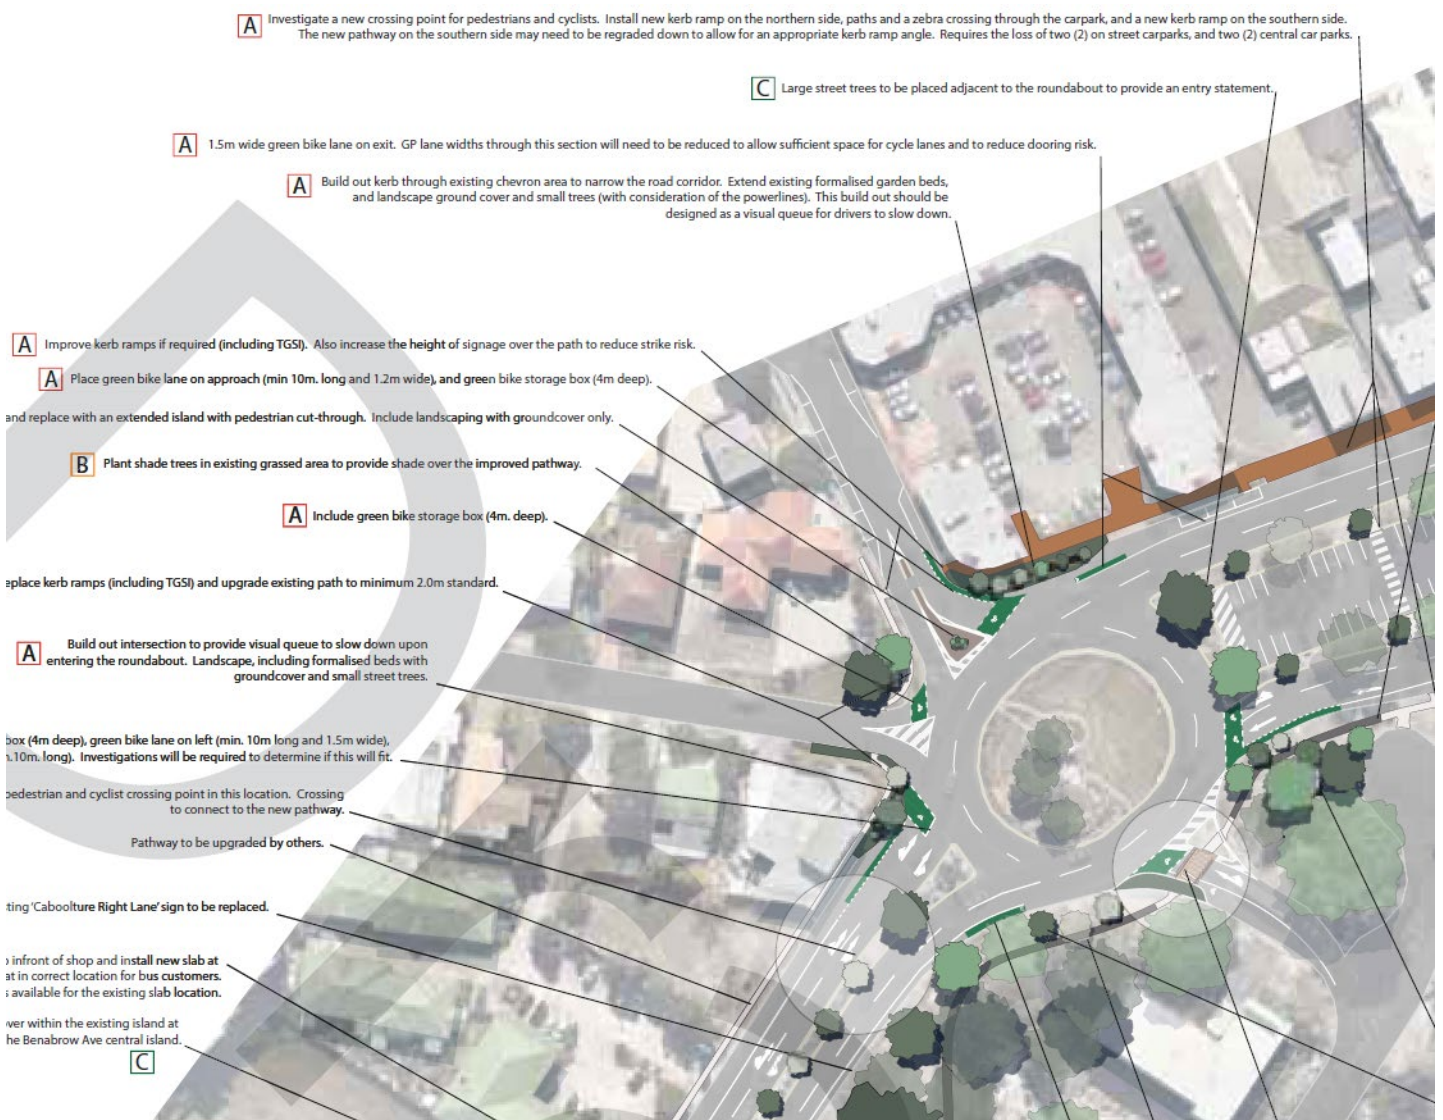 A Investigate a new crossing point for pedestrians and cyclists. Install new kerb ramp on the northern side, paths and a zebra crossing through the carpark, and a new kerb ramp on the southern side.
The new pathway on the southern side may need to be regraded down to allow for an appropriate kerb ramp angle. Requires the loss of two (2) on street carparks, and two (2) central car parks.
C Large street trees to be placed adjacent to the roundabout to provide an entry statement.
A 1.5m wide green bike lane on exit. GP lane widths through this section will need to be reduced to allow sufficient space for cycle lanes and to reduce dooring risk.
A Build out kerb through existing chevron area to narrow the road corridor. Extend existing formalised garden beds,
and landscape ground cover and small trees (with consideration of the powerlines). This build out should be
designed as a visual queue for drivers to slow down.
A Improve kerb ramps if required (including TGSI). Also increase the height of signage over the path to reduce strike risk.
A Place green bike lane on approach (min 10m. long and 1.2m wide), and green bike storage box (4m deep).
and replace with an extended island with pedestrian cut-through. Include landscaping with groundcover only.
B Plant shade trees in existing grassed area to provide shade over the improved pathway.
A Include green bike storage box (4m. deep).
eplace kerb ramps (including TGSI) and upgrade existing path to minimum 2.0m standard.
A Build out intersection to provide visual queue to slow down upon
entering the roundabout. Landscape, including formalised beds with
groundcover and small street trees.
box (4m deep), green bike lane on left (min. 10m long and 1.5m wide),
.10m. long). Investigations will be required to determine if this will fit.
pedestrian and cyclist crossing point in this location. Crossing
to connect to the new pathway.
Pathway to be upgraded by others.
ting 'Caboolture Right Lane' sign to be replaced.
infront of shop and install new slab at
at in correct location for bus customers.
s available for the existing slab location.
ver within the existing island at
he Benabrow Ave central island.
C